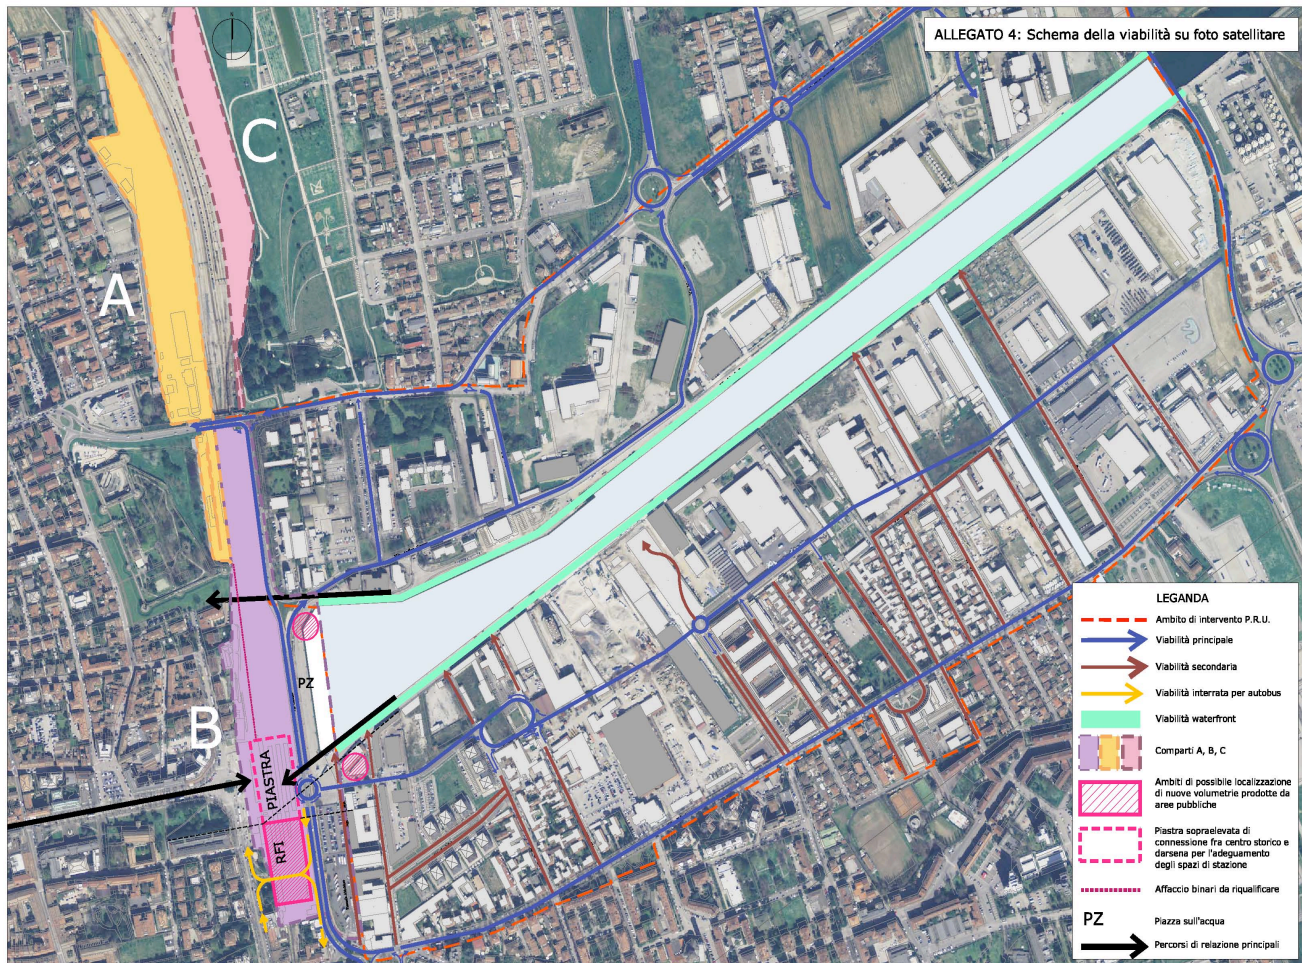 ALLEGATO 4: Schema della viabilità su foto satellitare
C
A
PZ
B
PIASTRA
RFI
LEGANDA
Ambito di intervento P.R.U.
Viabilità principale
Viabilità secondaria
Viabilità interrata per autobus
Viabilità waterfront
Comparti A, B, C
Ambiti di possibile localizzazione
di nuove volumetrie prodotte da
aree pubbliche
Piastra sopraelevata di
connessione fra centro storico e
darsena per l'adeguamento
degli spazi di stazione
Affaccio binari da riqualificare
PZ
Piazza sull'acqua
Percorsi di relazione principali